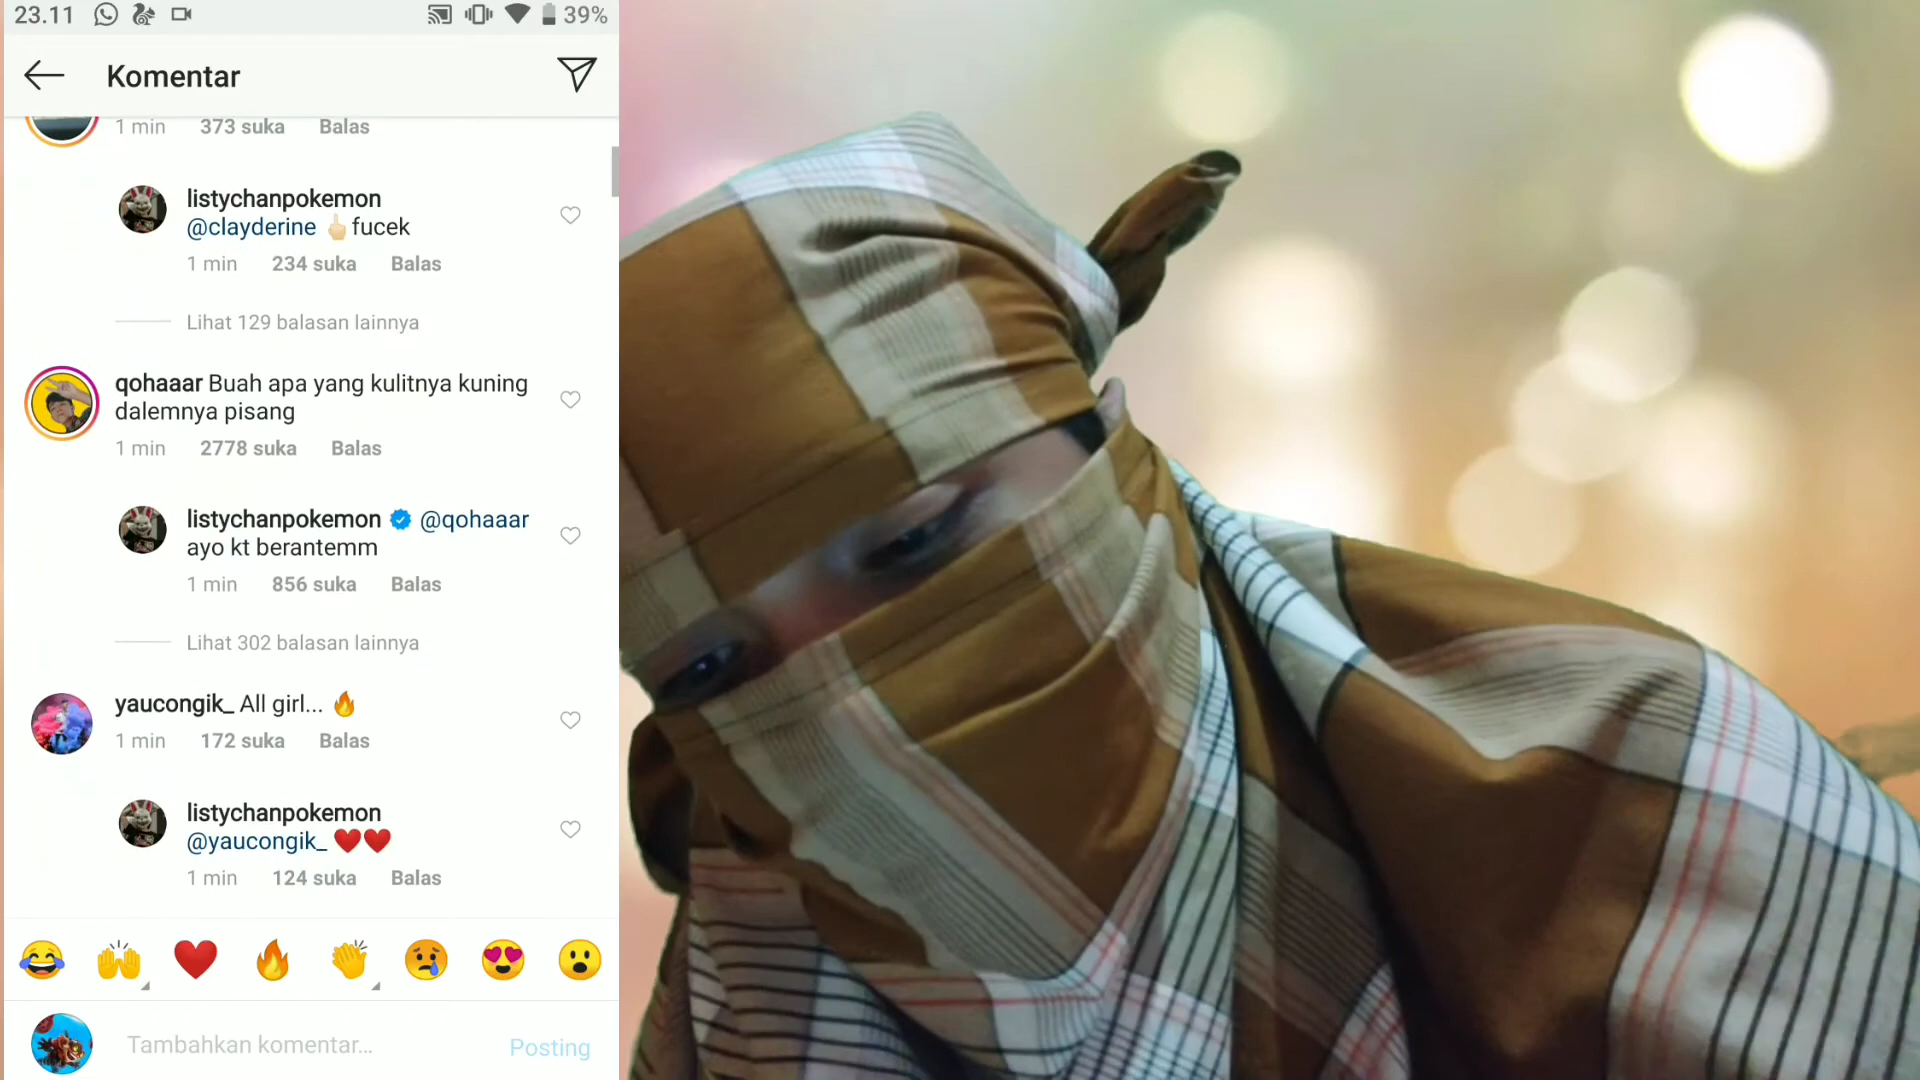 23.11
39%
Komentar
1 min 373 suka Balas
listychanpokemon
@clayderine 🖕🏻fucek
1 min 234 suka Balas
Lihat 129 balasan lainnya
qohaaar Buah apa yang kulitnya kuning
dalemnya pisang
1 min 2778 suka Balas
listychanpokemon @qohaaar
ayo kt berantemm
1 min 856 suka Balas
Lihat 302 balasan lainnya
yaucongik_ All girl... 🔥
1 min 172 suka Balas
listychanpokemon
@yaucongik_ ❤️❤️
1 min 124 suka Balas
😂 🙌 ❤️ 🔥 👏 😢 😍 😮
Tambahkan komentar... Posting